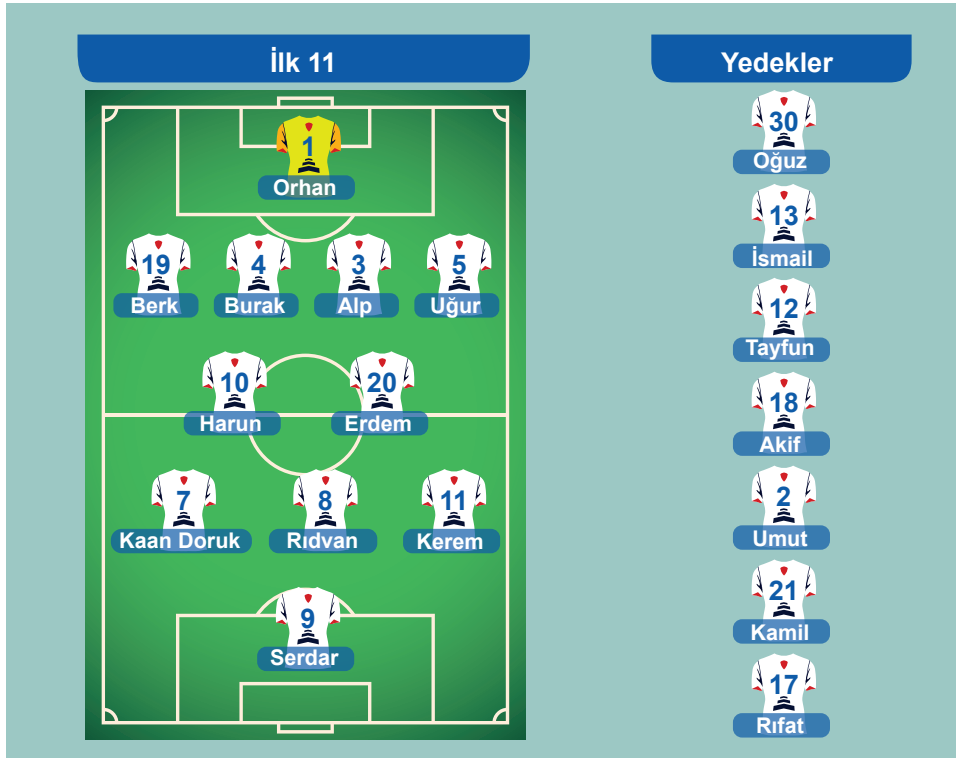 İlk 11
1
Orhan
19 4 3 5
Berk Burak Alp Uğur
10 20
Harun Erdem
7 8 11
Kaan Doruk Rıdvan Kerem
9
Serdar
Yedekler
30
Oğuz
13
İsmail
12
Tayfun
18
Akif
2
Umut
21
Kamil
17
Rıfat